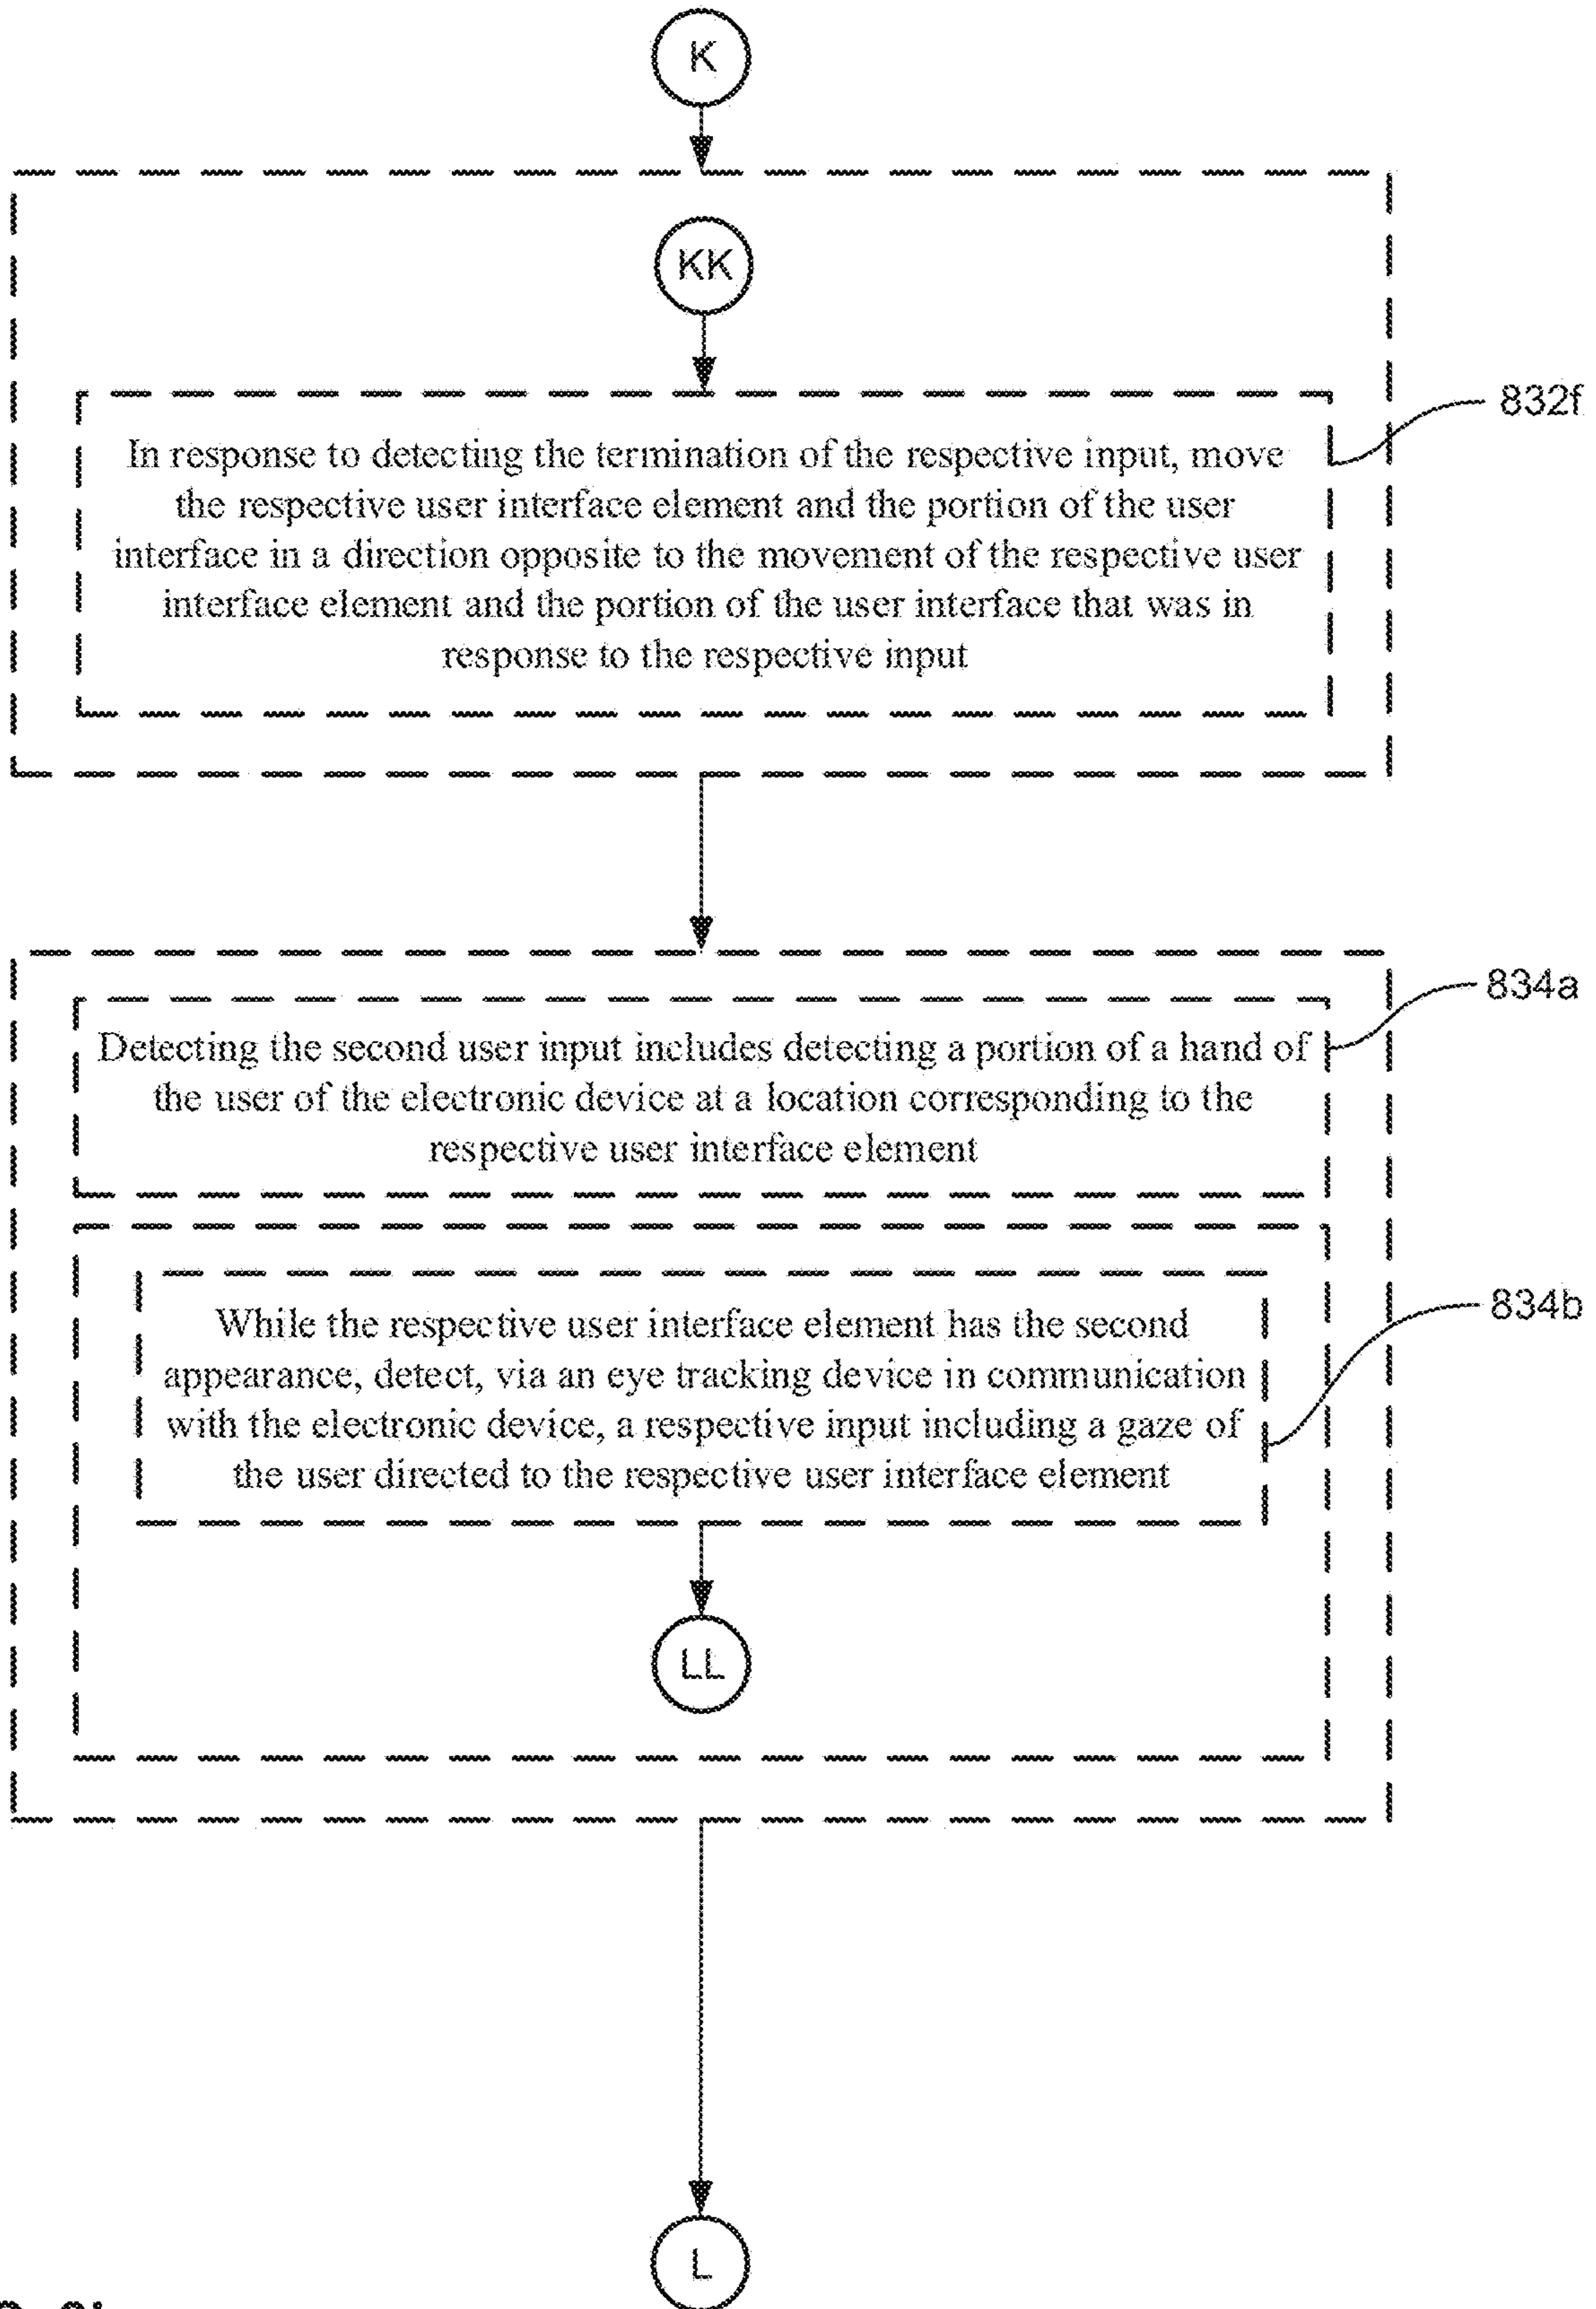 K
KK
832f
In response to detecting the termination of the respective input, move
the respective user interface element and the portion of the user
interface in a direction opposite to the movement of the respective user
interface element and the portion of the user interface that was in
response to the respective input
834a
Detecting the second user input includes detecting a portion of a hand of
the user of the electronic device at a location corresponding to the
respective user interface element
834b
While the respective user interface element has the second
appearance, detect, via an eye tracking device in communication
with the electronic device, a respective input including a gaze of
the user directed to the respective user interface element
LL
L